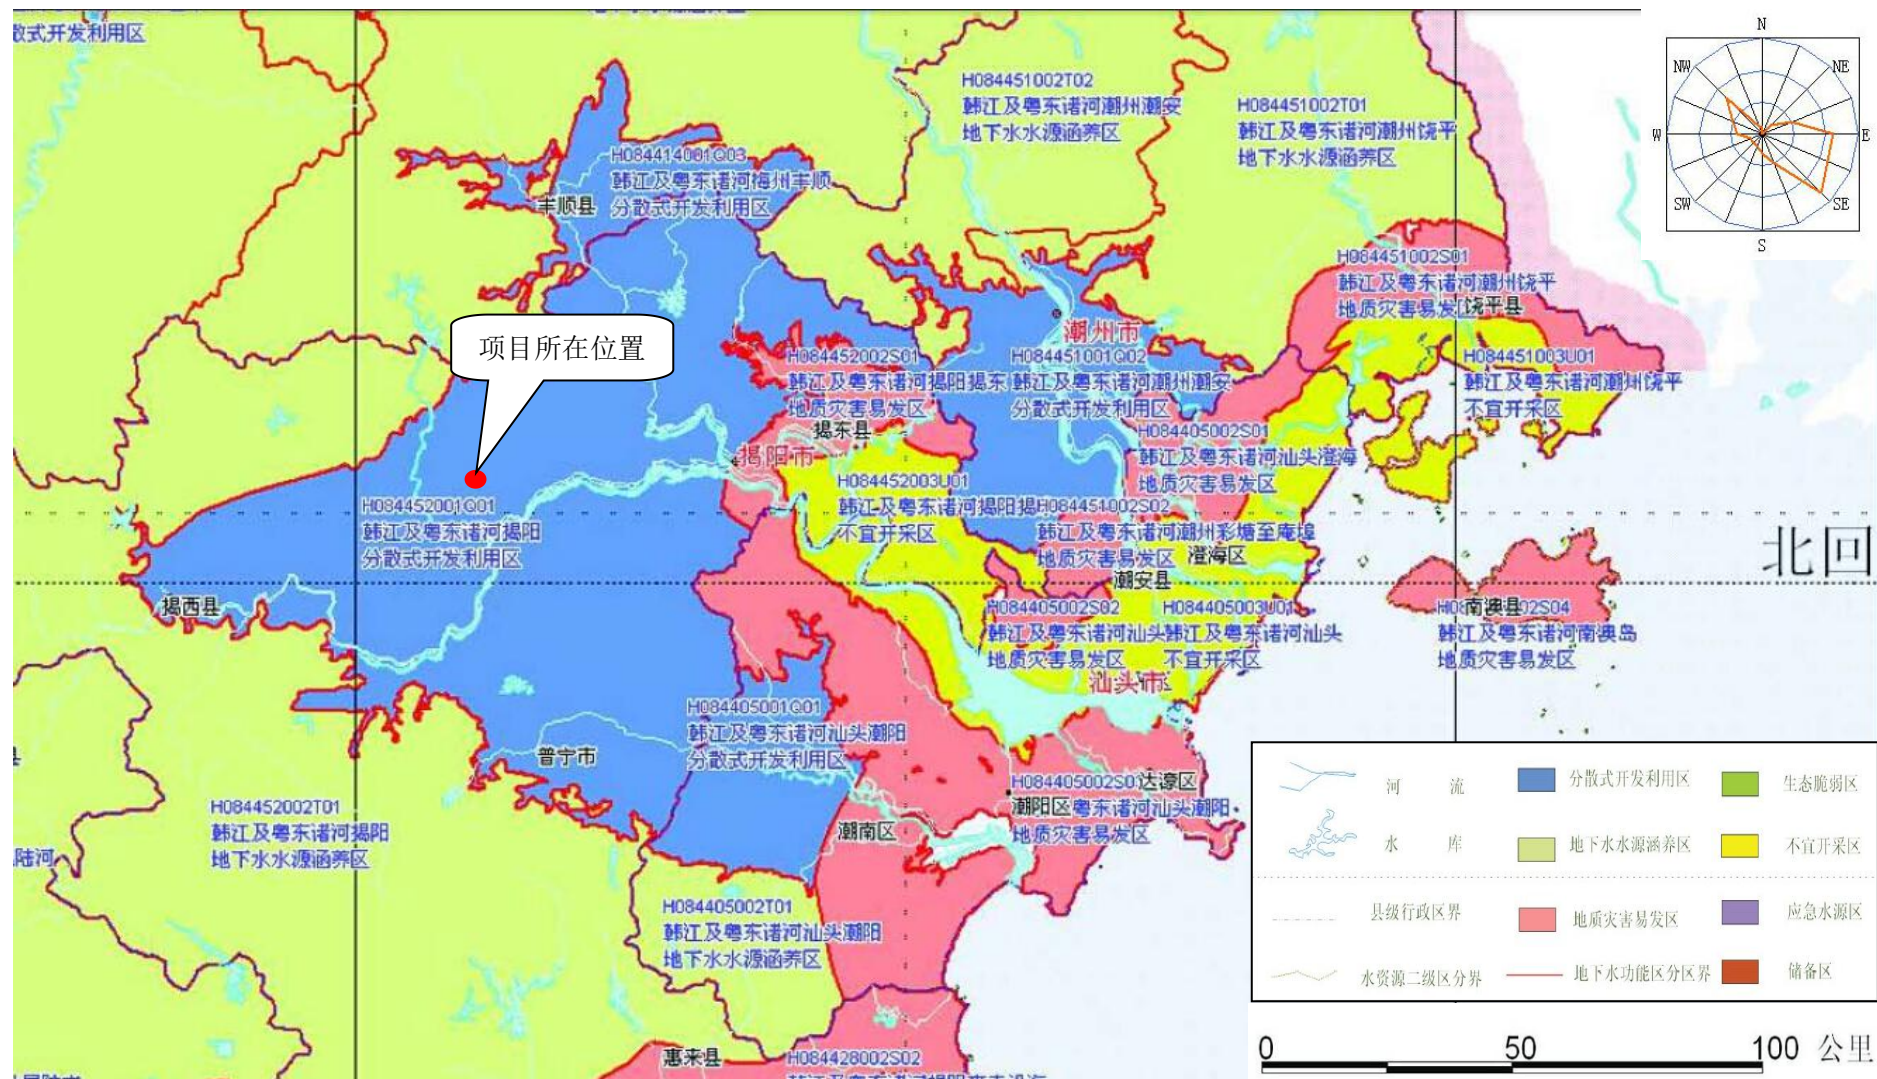 散式开发利用区
H084451002T02
韩江及粤东诸河潮州潮安
地下水水源涵养区
H084451002T01
韩江及粤东诸河潮州饶平
地下水水源涵养区
N
NE
E
SE
S
SW
W
NW
H084414001Q03
韩江及粤东诸河梅州丰顺
分散式开发利用区
丰顺县
H084451002S01
韩江及粤东诸河潮州饶平
地质灾害易发区
饶平县
项目所在位置
潮州市
H084452002S01
韩江及粤东诸河揭阳揭东
地质灾害易发区
揭东县
H084451001Q02
韩江及粤东诸河潮州潮安
分散式开发利用区
H084451003U01
韩江及粤东诸河潮州饶平
不宜开采区
揭阳市
H084405002S01
韩江及粤东诸河汕头澄海
地质灾害易发区
H084452003U01
韩江及粤东诸河揭阳揭
不宜开采区
H084451002S02
韩江及粤东诸河潮州彩塘至庵埠
地质灾害易发区
澄海区
潮安县
H084452001Q01
韩江及粤东诸河揭阳
分散式开发利用区
北回
揭西县
H084405002S02
韩江及粤东诸河汕头
地质灾害易发区
H084405003U01
韩江及粤东诸河汕头
不宜开采区
汕头市
南澳县
02S04
韩江及粤东诸河南澳岛
地质灾害易发区
H084405001Q01
韩江及粤东诸河汕头潮阳
分散式开发利用区
普宁市
H084405002S0
达濠区
潮阳区
粤东诸河汕头潮阳
地质灾害易发区
潮南区
H084452002T01
韩江及粤东诸河揭阳
地下水水源涵养区
陆河
H084405002T01
韩江及粤东诸河汕头潮阳
地下水水源涵养区
惠来县
H084428002S02
河流
分散式开发利用区
生态脆弱区
水库
地下水水源涵养区
不宜开采区
县级行政区界
地质灾害易发区
应急水源区
水资源二级区分界
地下水功能区分区界
储备区
0 50 100 公里